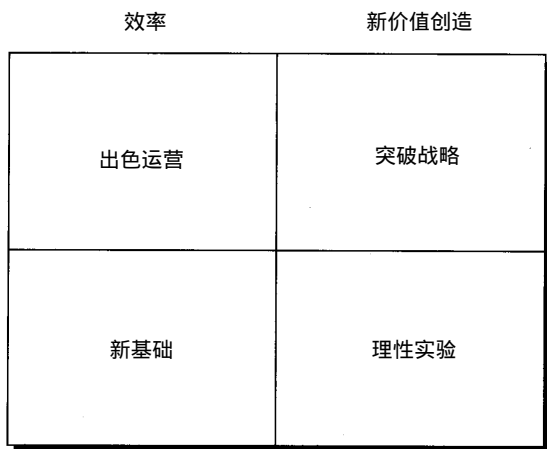 效率
新价值创造
出色运营
突破战略
新基础
理性实验